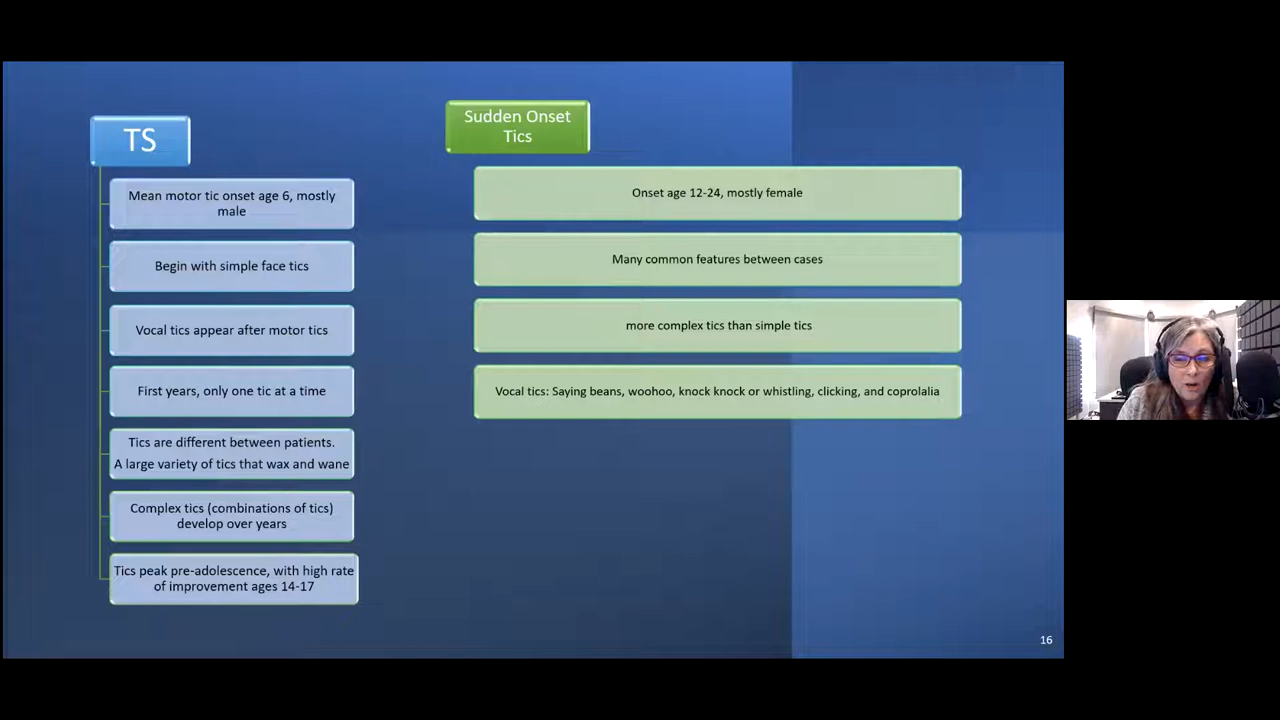 TS
Mean motor tic onset age 6, mostly
male
Begin with simple face tics
Vocal tics appear after motor tics
First years, only one tic at a time
Tics are different between patients.
A large variety of tics that wax and wane
Complex tics (combinations of tics)
develop over years
Tics peak pre-adolescence, with high rate
of improvement ages 14-17
Sudden Onset
Tics
Onset age 12-24, mostly female
Many common features between cases
more complex tics than simple tics
Vocal tics: Saying beans, woohoo, knock knock or whistling, clicking, and coprolalia
16